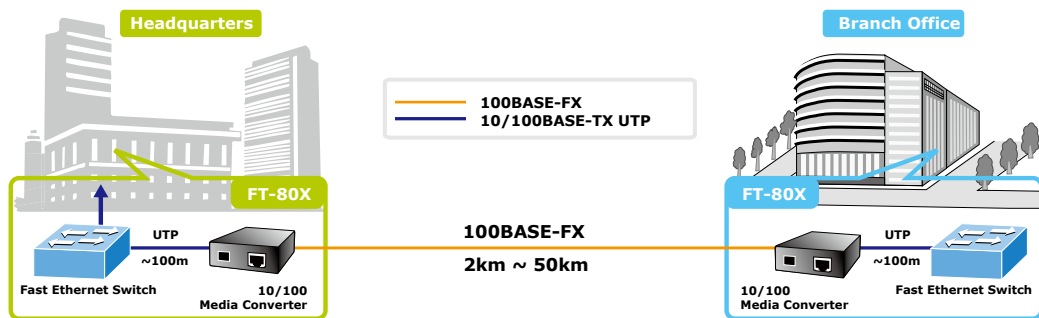 Headquarters
Branch Office
100BASE-FX
10/100BASE-TX UTP
FT-80X
FT-80X
UTP
~100m
Fast Ethernet Switch
10/100
Media Converter
100BASE-FX
2km ~ 50km
UTP
~100m
10/100
Media Converter
Fast Ethernet Switch